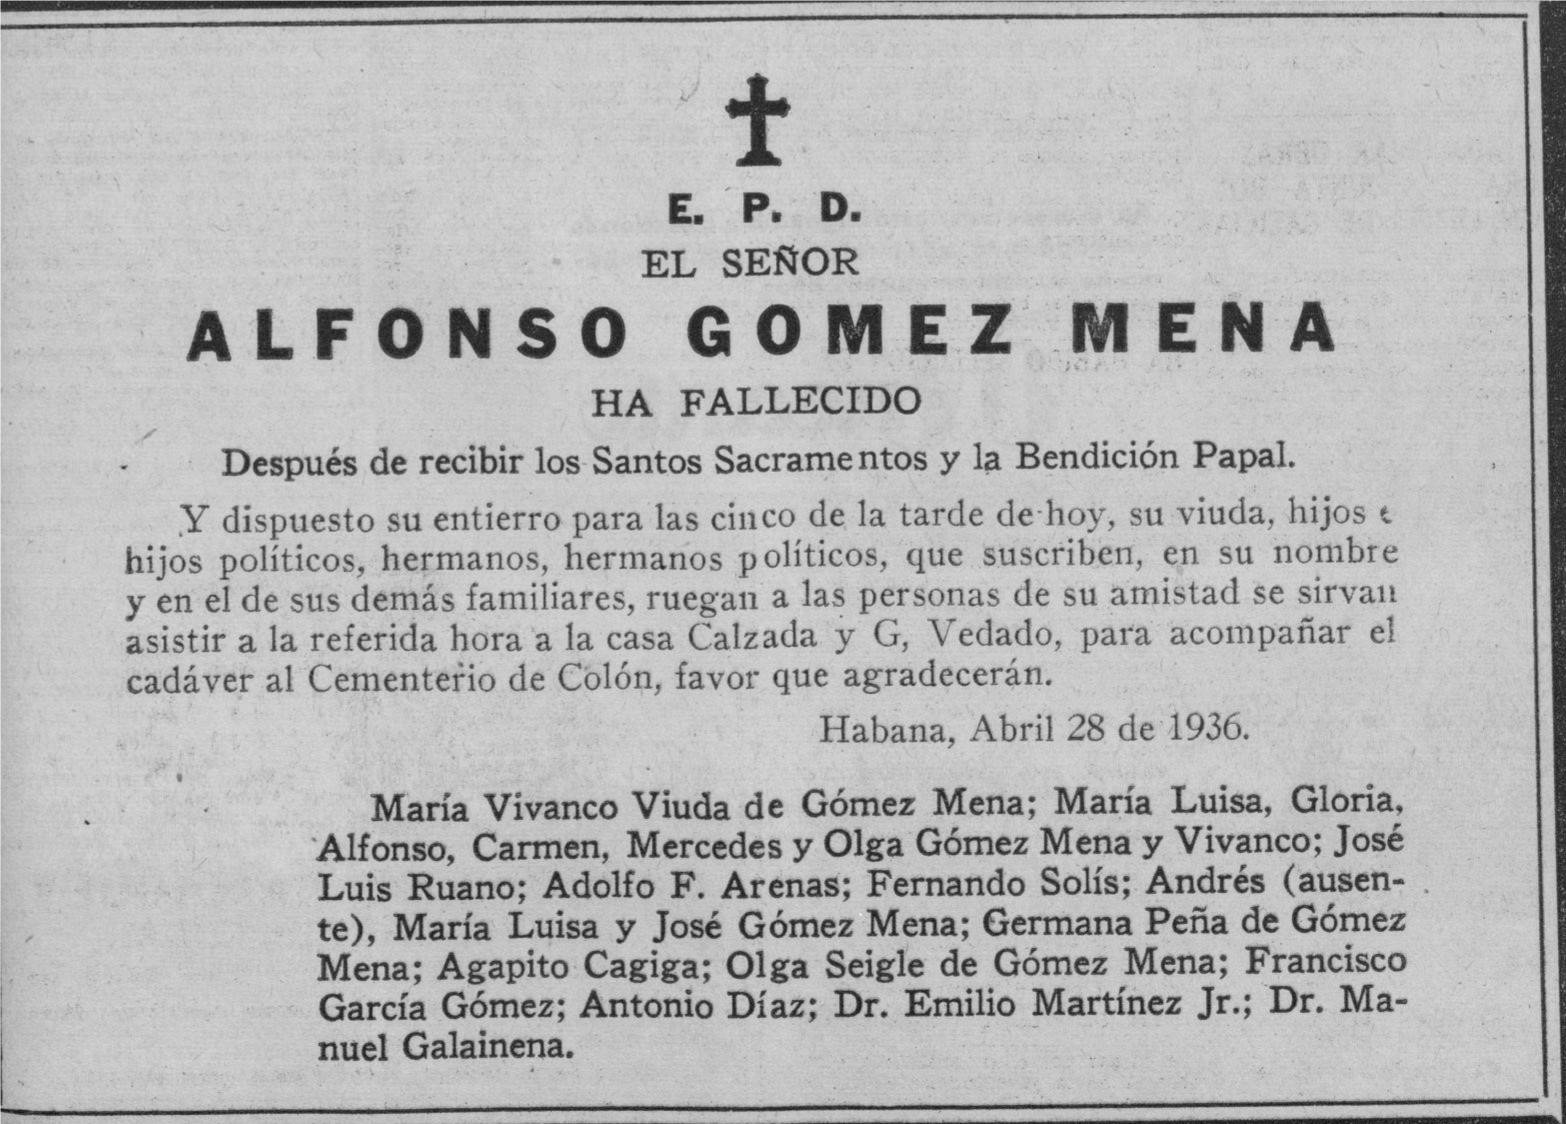 E. P. D.
EL SEÑOR
ALFONSO GOMEZ MENA
HA FALLECIDO
Después de recibir los Santos Sacramentos y la Bendición Papal.
Y dispuesto su entierro para las cinco de la tarde de hoy, su viuda, hijos e
hijos políticos, hermanos, hermanos políticos, que suscriben, en su nombre
y en el de sus demás familiares, ruegan a las personas de su amistad se sirvan
asistir a la referida hora a la casa Calzada y G, Vedado, para acompañar el
cadáver al Cementerio de Colón, favor que agradecerán.
Habana, Abril 28 de 1936.
María Vivanco Viuda de Gómez Mena; María Luisa, Gloria,
Alfonso, Carmen, Mercedes y Olga Gómez Mena y Vivanco; José
Luis Ruano; Adolfo F. Arenas; Fernando Solís; Andrés (ausen-
te), María Luisa y José Gómez Mena; Germana Peña de Gómez
Mena; Agapito Cagiga; Olga Seigle de Gómez Mena; Francisco
García Gómez; Antonio Díaz; Dr. Emilio Martínez Jr.; Dr. Ma-
nuel Galainena.